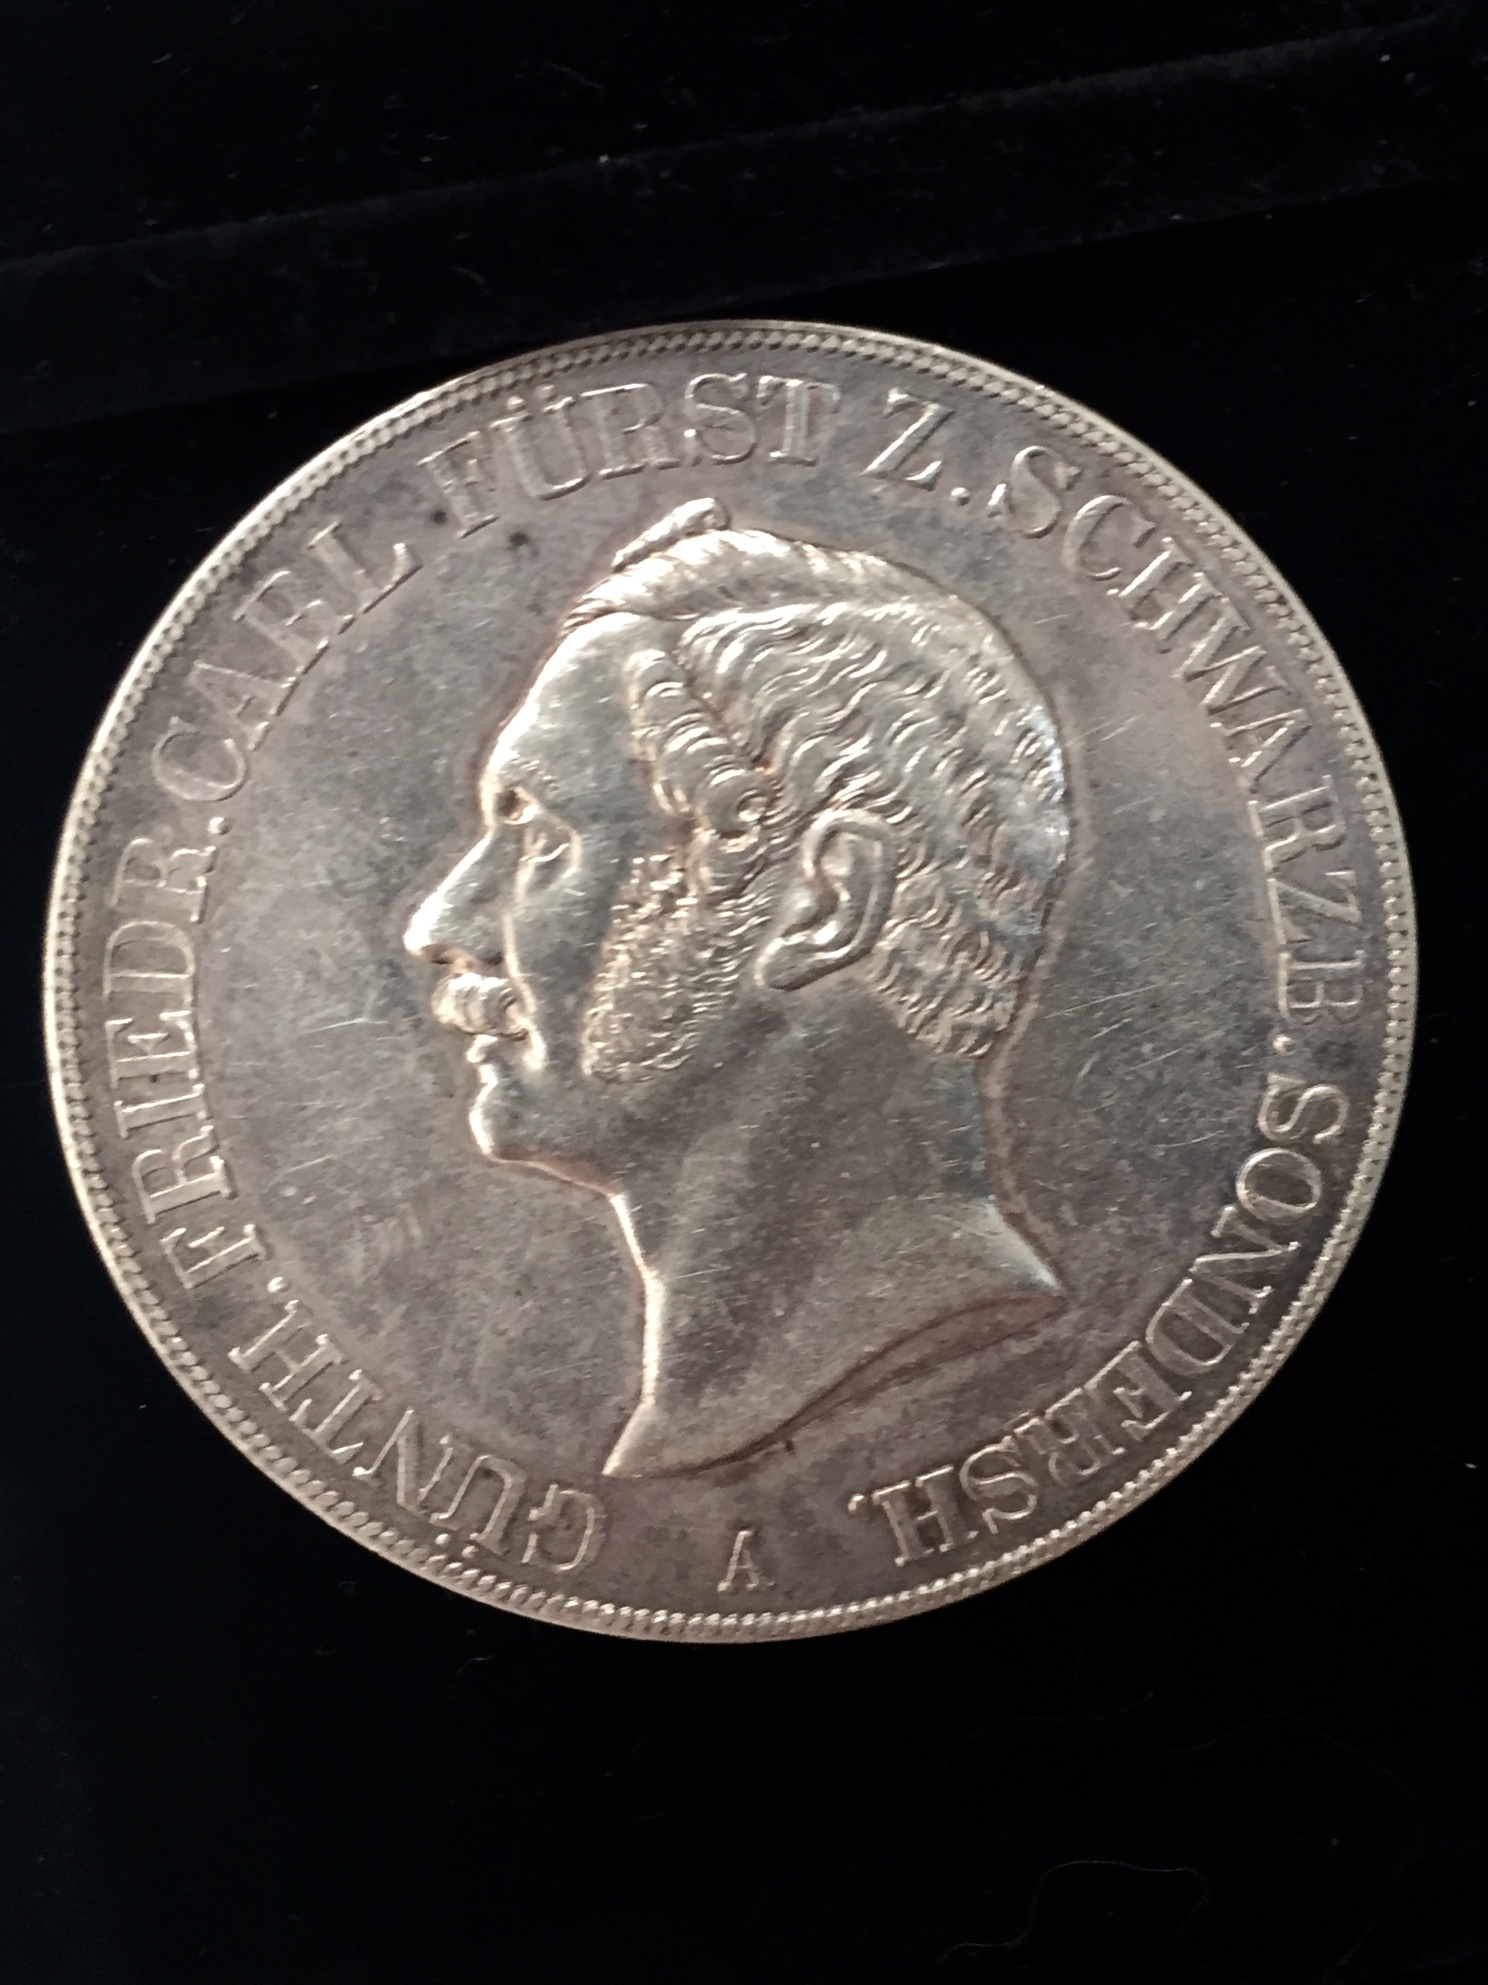 GÜNTH. FRIEDR. CARL FÜRST Z. SCHWARZB. SONDERSH.
A